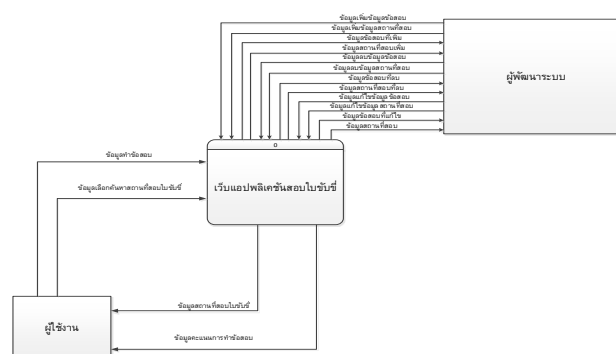 ข้อมูลเพิ่มข้อมูลข้อสอบ
ข้อมูลเพิ่มข้อมูลสถานที่สอบ
ข้อมูลข้อสอบที่เพิ่ม
ข้อมูลสถานที่สอบเพิ่ม
ข้อมูลลบข้อมูลข้อสอบ
ข้อมูลลบข้อมูลสถานที่สอบ
ข้อมูลข้อสอบที่ลบ
ข้อมูลสถานที่สอบที่ลบ
ข้อมูลแก้ไขข้อมูลข้อสอบ
ข้อมูลแก้ไขข้อมูลสถานที่สอบ
ข้อมูลข้อสอบที่แก้ไข
ข้อมูลสถานที่สอบ
ผู้พัฒนาระบบ
0
เว็บแอปพลิเคชันสอบใบขับขี่
ข้อมูลทำข้อสอบ
ข้อมูลเลือกค้นหาสถานที่สอบใบขับขี่
ข้อมูลสถานที่สอบใบขับขี่
ผู้ใช้งาน
ข้อมูลคะแนนการทำข้อสอบ